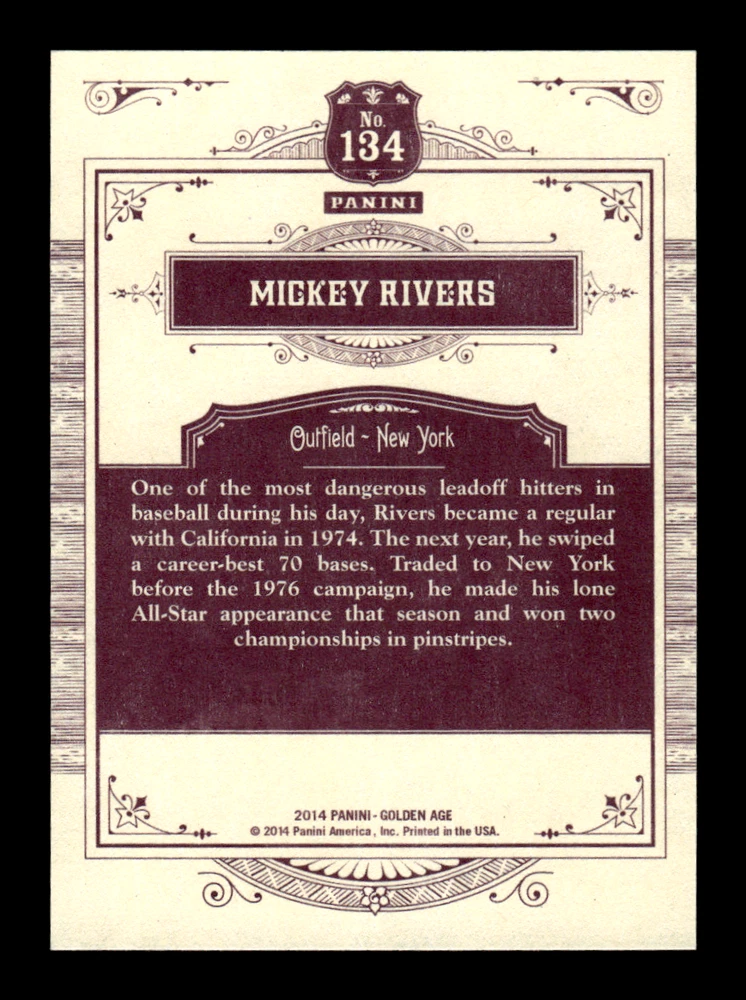 No.
134
PANINI
MICKEY RIVERS
Outfield ~ New York
One of the most dangerous leadoff hitters in
baseball during his day, Rivers became a regular
with California in 1974. The next year, he swiped
a career-best 70 bases. Traded to New York
before the 1976 campaign, he made his lone
All-Star appearance that season and won two
championships in pinstripes.
2014 PANINI - GOLDEN AGE
© 2014 Panini America, Inc. Printed in the USA.